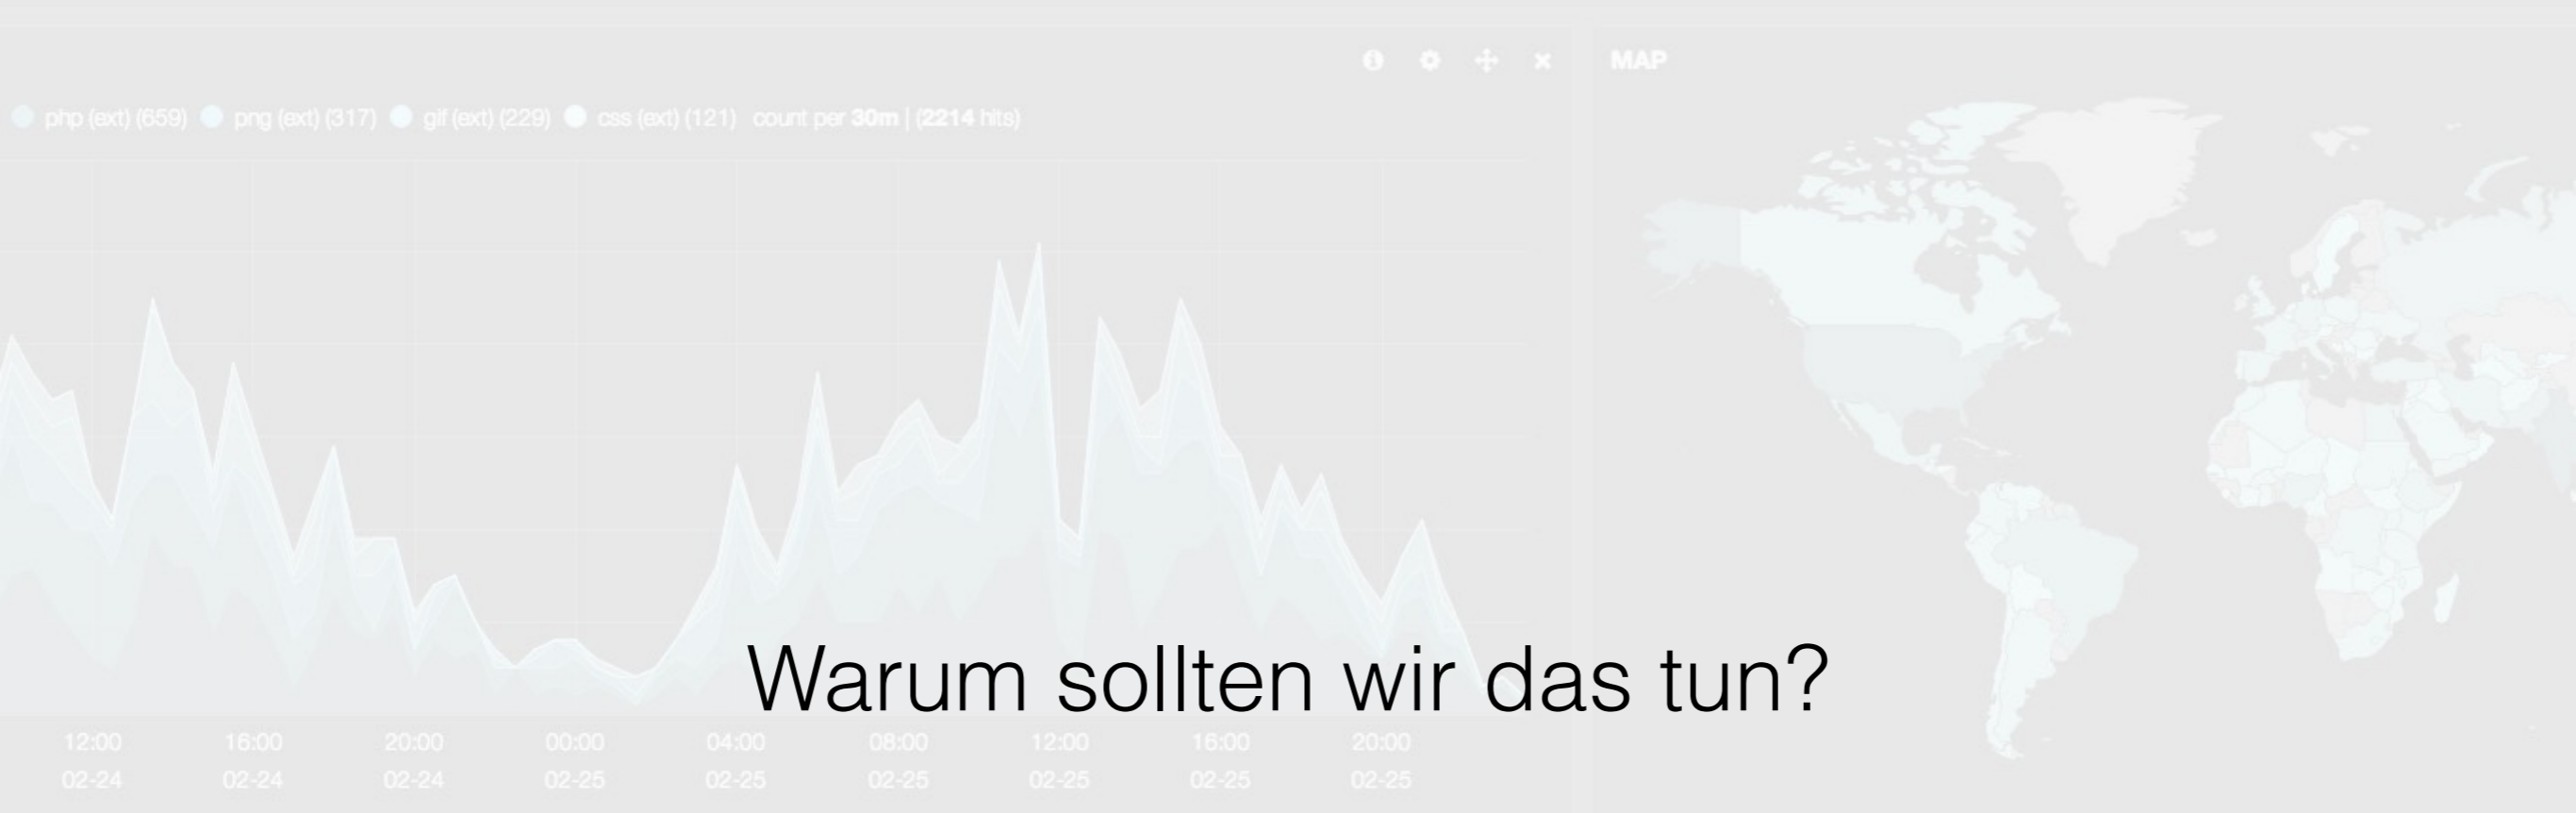 MAP
php (ext) (659) png (ext) (317) gif (ext) (229) css (ext) (121) count per 30m | (2214 hits)
Warum sollten wir das tun?
12:00 16:00 20:00 00:00 04:00 08:00 12:00 16:00 20:00
02-24 02-24 02-24 02-25 02-25 02-25 02-25 02-25 02-25